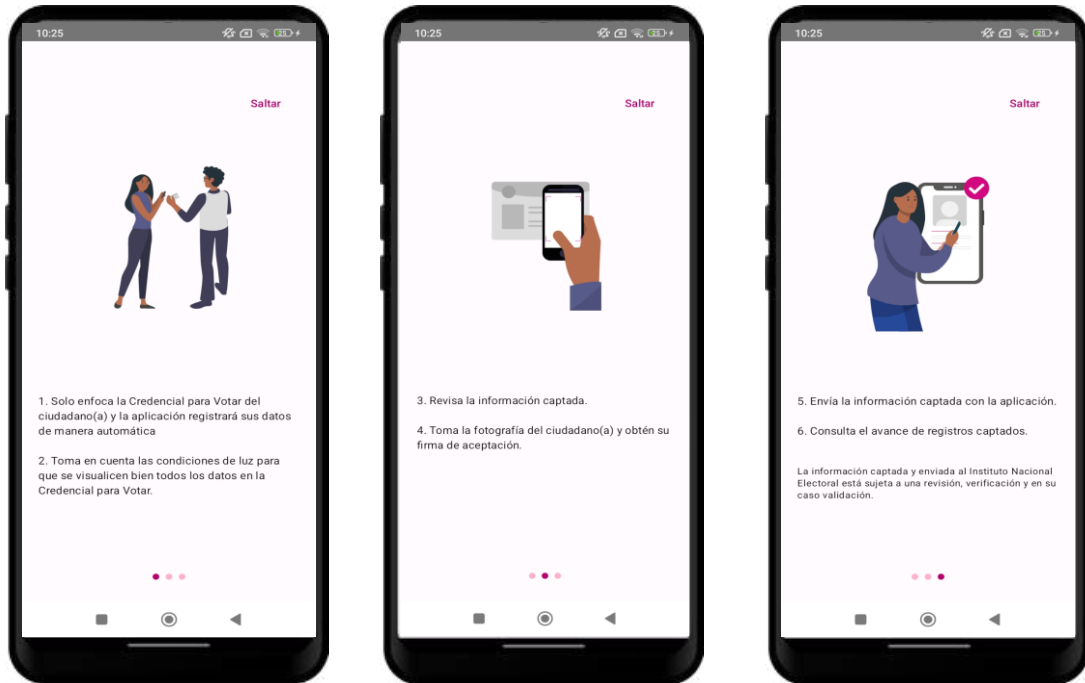 10:25
25
Saltar
1. Solo enfoca la Credencial para Votar del
ciudadano(a) y la aplicación registrará sus datos
de manera automática
2. Toma en cuenta las condiciones de luz para
que se visualicen bien todos los datos en la
Credencial para Votar.
10:25
25
Saltar
3. Revisa la información captada.
4. Toma la fotografía del ciudadano(a) y obtén su
firma de aceptación.
10:25
25
Saltar
5. Envía la información captada con la aplicación.
6. Consulta el avance de registros captados.
La información captada y enviada al Instituto Nacional
Electoral está sujeta a una revisión, verificación y en su
caso validación.